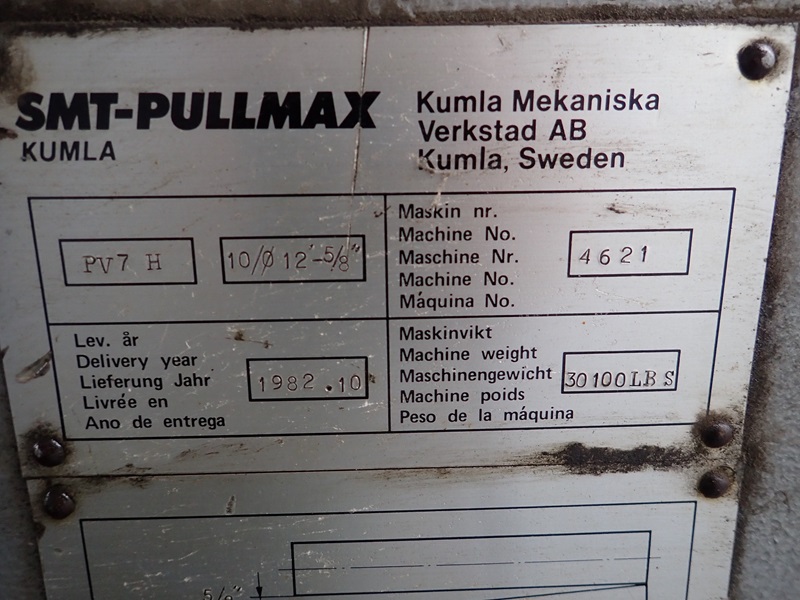 SMT-PULLMAX
KUMLA
Kumla Mekaniska
Verkstad AB
Kumla, Sweden
PV7 H
10/Ø 12'-5/8"
Maskin nr.
Machine No.
Maschine Nr.
Machine No.
Máquina No.
4621
Lev. år
Delivery year
Lieferung Jahr
Livrée en
Ano de entrega
1982.10
Maskinvikt
Machine weight
Maschinengewicht
Machine poids
Peso de la máquina
30100LBS